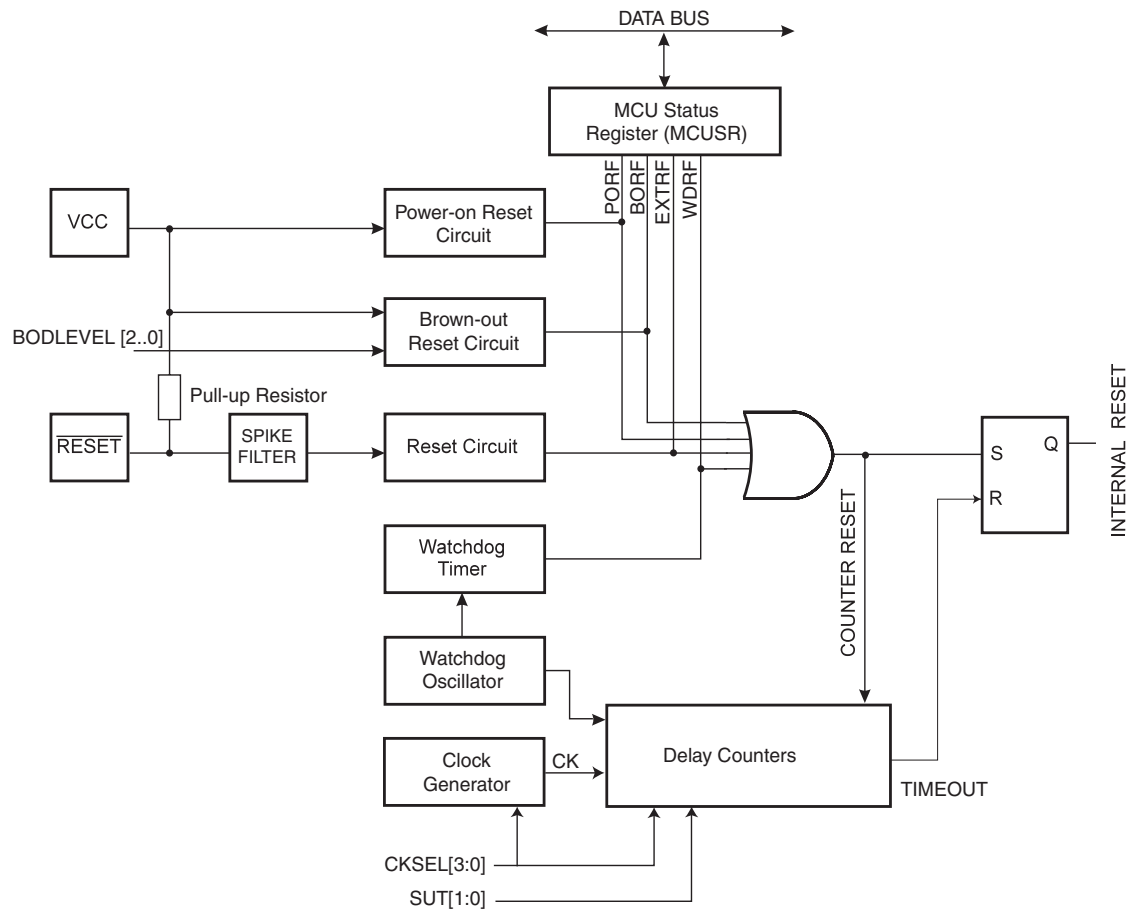 DATA BUS
MCU Status
Register (MCUSR)
PORF
BORF
EXTRF
WDRF
VCC
Power-on Reset
Circuit
BODLEVEL [2..0]
Brown-out
Reset Circuit
Pull-up Resistor
RESET
SPIKE
FILTER
Reset Circuit
S
R
Q
INTERNAL RESET
Watchdog
Timer
COUNTER RESET
Watchdog
Oscillator
Clock
Generator
CK
Delay Counters
TIMEOUT
CKSEL[3:0]
SUT[1:0]